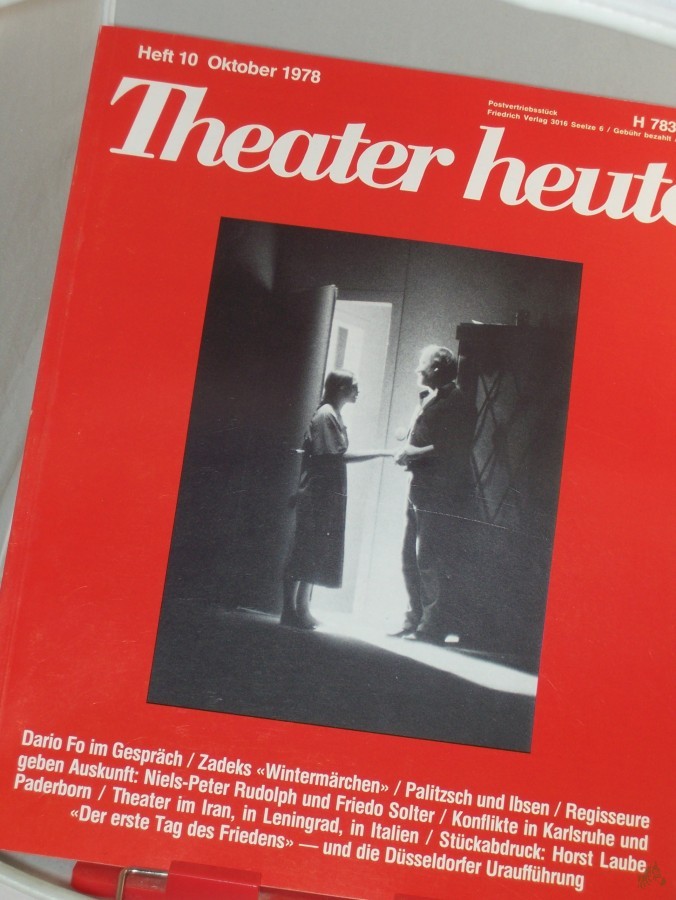 Heft 10 Oktober 1978
Postvertriebsstück
Friedrich Verlag 3016 Seelze 6 / Gebühr bezahlt
H 783
Theater heute
Dario Fo im Gespräch / Zadeks «Wintermärchen» / Palitzsch und Ibsen / Regisseure
geben Auskunft: Niels-Peter Rudolph und Friedo Solter / Konflikte in Karlsruhe und
Paderborn / Theater im Iran, in Leningrad, in Italien / Stückabdruck: Horst Laube
«Der erste Tag des Friedens» — und die Düsseldorfer Uraufführung